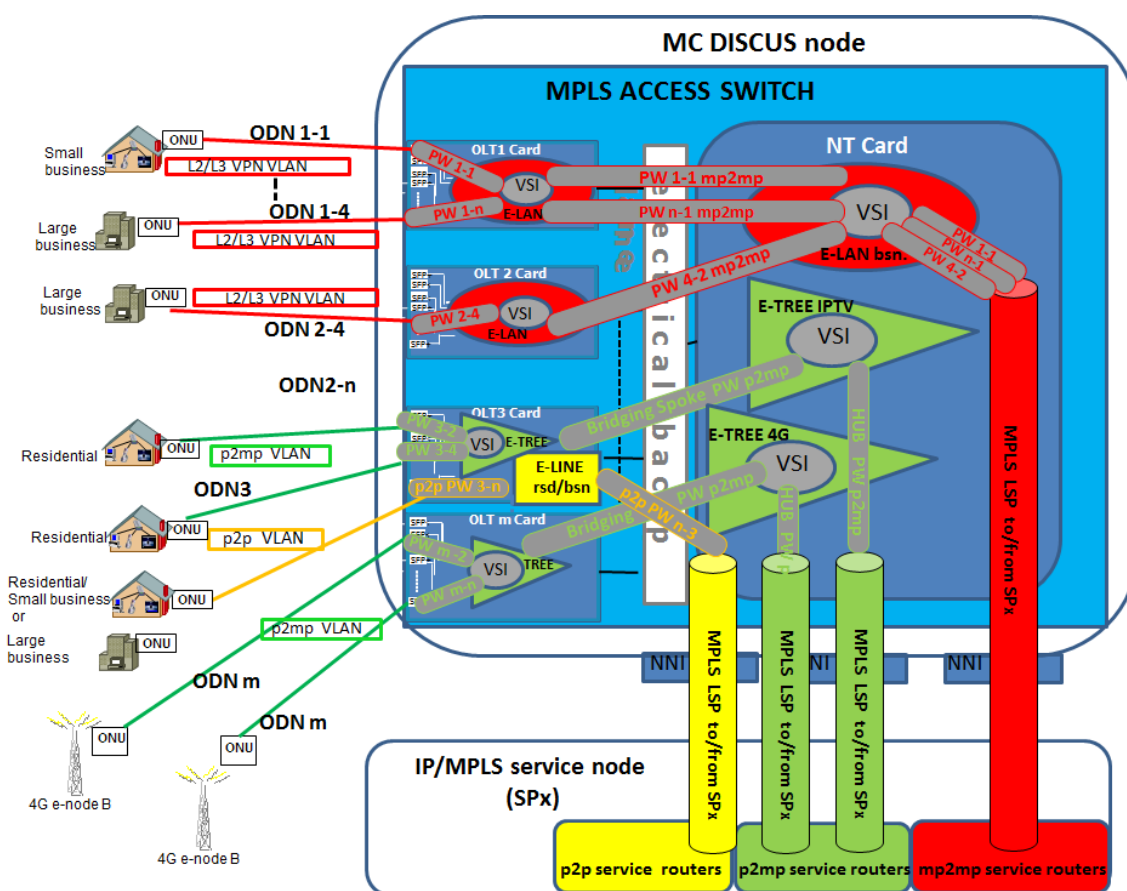 MC DISCUS node
MPLS ACCESS SWITCH
ONU
ODN 1-1
Small
business
L2/L3 VPN VLAN
ODN 1-4
ONU
Large
business
L2/L3 VPN VLAN
ONU
Large
business
L2/L3 VPN VLAN
ODN 2-4
ODN2-n
ONU
Residential
p2mp VLAN
ODN3
ONU
Residential
p2p VLAN
Residential/
Small business
or
ONU
Large
business
ONU
p2mp VLAN
ODN m
ODN m
ONU
ONU
4G e-node B
4G e-node B
OLT1 Card
SFP
PW 1-1
VSI
PW 1-n
E-LAN
OLT 2 Card
SFP
PW 2-4
VSI
E-LAN
SFP+
OLT3 Card
SFP
PW 3-2
VSI
E-TREE
PW 3-4
E-LINE
rsd/bsn
p2p PW 3-n
OLT m Card
SFP
PW m-2
VSI
TREE
PW m-n
NT Card
PW 1-1 mp2mp
PW n-1 mp2mp
PW 4-2 mp2mp
VSI
E-LAN bsn.
PW 1-1
PW n-1
PW 4-2
E-TREE IPTV
VSI
Bridging Spoke PW p2mp
E-TREE 4G
VSI
Bridging
PW p2mp
p2p PW n-3
HUB PW p2mp
HUB PW
NNI
NNI
MPLS LSP to/from SPx
MPLS LSP to/from SPx
MPLS LSP to/from SPx
MPLS LSP to/from SPx
IP/MPLS service node
(SPx)
p2p service routers
p2mp service routers
mp2mp service routers